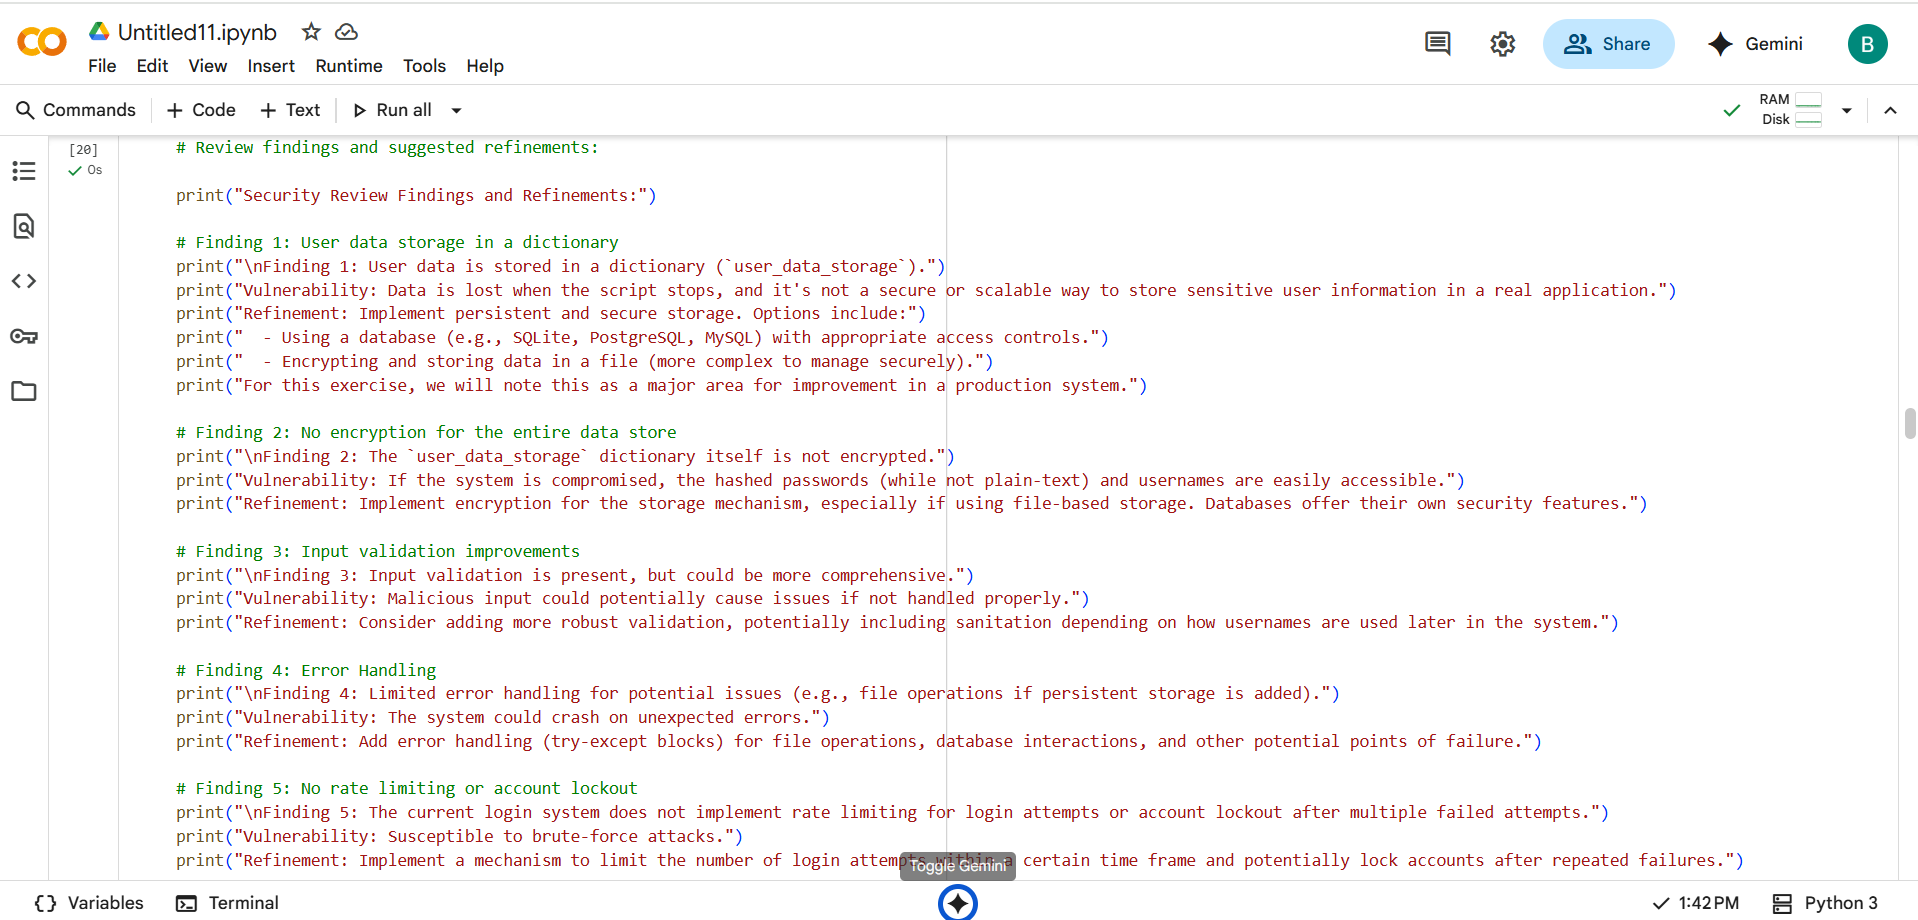 Untitled11.ipynb
File Edit View Insert Runtime Tools Help
Share
Gemini
B
Commands + Code + Text Run all
RAM
Disk
[20]
0s
# Review findings and suggested refinements:
print("Security Review Findings and Refinements:")
# Finding 1: User data storage in a dictionary
print("\nFinding 1: User data is stored in a dictionary (`user_data_storage`).")
print("Vulnerability: Data is lost when the script stops, and it's not a secure or scalable way to store sensitive user information in a real application.")
print("Refinement: Implement persistent and secure storage. Options include:")
print("  - Using a database (e.g., SQLite, PostgreSQL, MySQL) with appropriate access controls.")
print("  - Encrypting and storing data in a file (more complex to manage securely).")
print("For this exercise, we will note this as a major area for improvement in a production system.")
# Finding 2: No encryption for the entire data store
print("\nFinding 2: The `user_data_storage` dictionary itself is not encrypted.")
print("Vulnerability: If the system is compromised, the hashed passwords (while not plain-text) and usernames are easily accessible.")
print("Refinement: Implement encryption for the storage mechanism, especially if using file-based storage. Databases offer their own security features.")
# Finding 3: Input validation improvements
print("\nFinding 3: Input validation is present, but could be more comprehensive.")
print("Vulnerability: Malicious input could potentially cause issues if not handled properly.")
print("Refinement: Consider adding more robust validation, potentially including sanitation depending on how usernames are used later in the system.")
# Finding 4: Error Handling
print("\nFinding 4: Limited error handling for potential issues (e.g., file operations if persistent storage is added).")
print("Vulnerability: The system could crash on unexpected errors.")
print("Refinement: Add error handling (try-except blocks) for file operations, database interactions, and other potential points of failure.")
# Finding 5: No rate limiting or account lockout
print("\nFinding 5: The current login system does not implement rate limiting for login attempts or account lockout after multiple failed attempts.")
print("Vulnerability: Susceptible to brute-force attacks.")
print("Refinement: Implement a mechanism to limit the number of login attempts within a certain time frame and potentially lock accounts after repeated failures.")
Toggle Gemini
Variables Terminal
1:42 PM Python 3